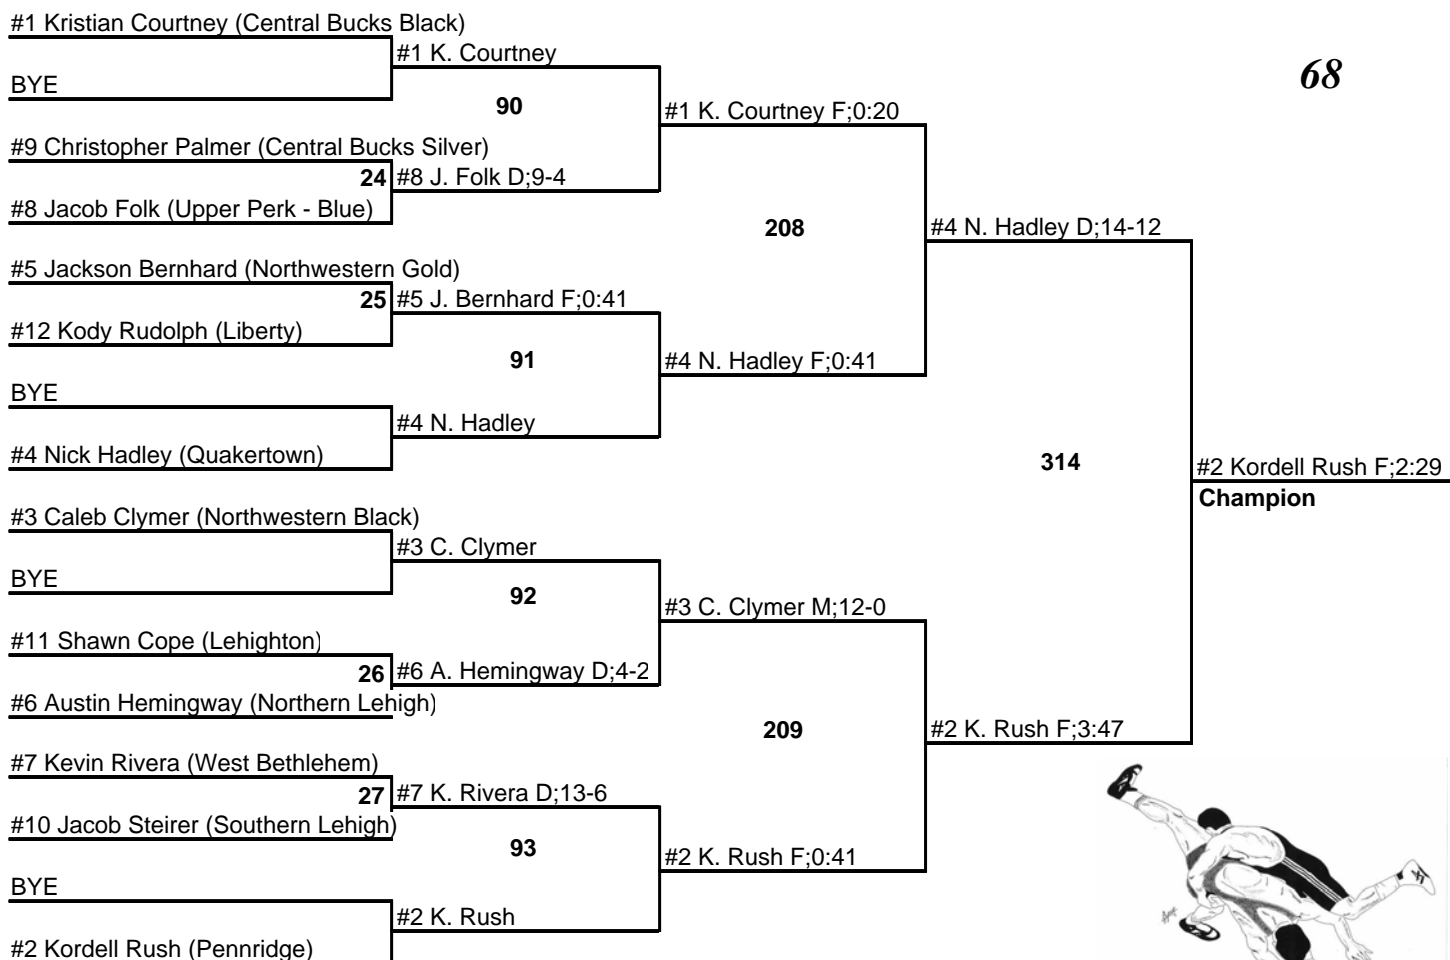 #1 Kristian Courtney (Central Bucks Black)
#1 K. Courtney
68
BYE
90
#1 K. Courtney F;0:20
#9 Christopher Palmer (Central Bucks Silver)
24
#8 J. Folk D;9-4
#8 Jacob Folk (Upper Perk - Blue)
208
#4 N. Hadley D;14-12
#5 Jackson Bernhard (Northwestern Gold)
25
#5 J. Bernhard F;0:41
#12 Kody Rudolph (Liberty)
91
#4 N. Hadley F;0:41
BYE
#4 N. Hadley
#4 Nick Hadley (Quakertown)
314
#2 Kordell Rush F;2:29
Champion
#3 Caleb Clymer (Northwestern Black)
#3 C. Clymer
BYE
92
#3 C. Clymer M;12-0
#11 Shawn Cope (Lehighton)
26
#6 A. Hemingway D;4-2
#6 Austin Hemingway (Northern Lehigh)
209
#2 K. Rush F;3:47
#7 Kevin Rivera (West Bethlehem)
27
#7 K. Rivera D;13-6
#10 Jacob Steirer (Southern Lehigh)
93
#2 K. Rush F;0:41
BYE
#2 K. Rush
#2 Kordell Rush (Pennridge)